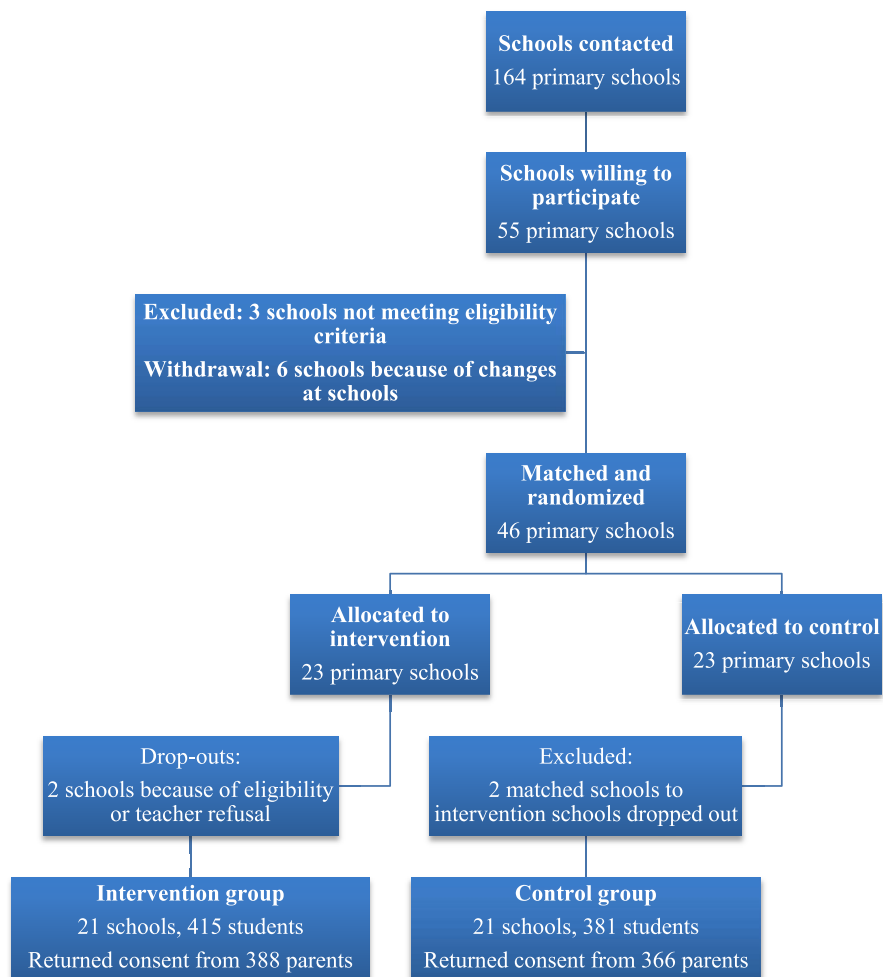 Schools contacted
164 primary schools
Schools willing to
participate
55 primary schools
Excluded: 3 schools not meeting eligibility
criteria
Withdrawal: 6 schools because of changes
at schools
Matched and
randomized
46 primary schools
Allocated to
intervention
23 primary schools
Allocated to control
23 primary schools
Drop-outs:
2 schools because of eligibility
or teacher refusal
Excluded:
2 matched schools to
intervention schools dropped out
Intervention group
21 schools, 415 students
Returned consent from 388 parents
Control group
21 schools, 381 students
Returned consent from 366 parents